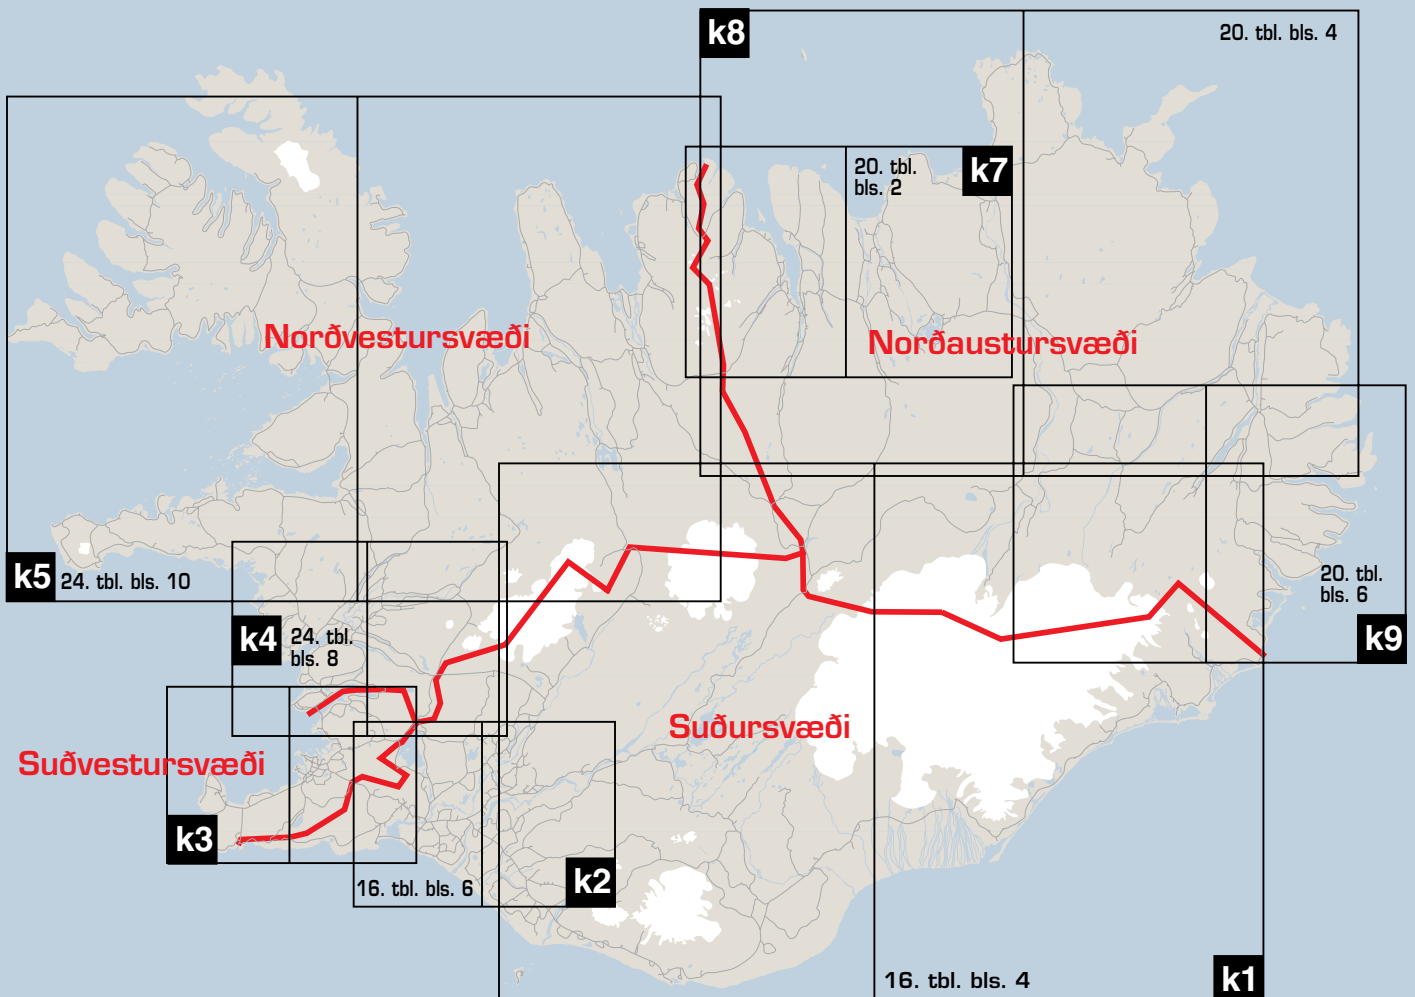 k8
20. tbl. bls. 4
20. tbl.
bls. 2
k7
Norðvestursvæði
Norðaustursvæði
k5
24. tbl. bls. 10
20. tbl.
bls. 6
k9
k4
24. tbl.
bls. 8
Suðursvæði
Suðvestursvæði
k3
16. tbl. bls. 6
k2
16. tbl. bls. 4
k1